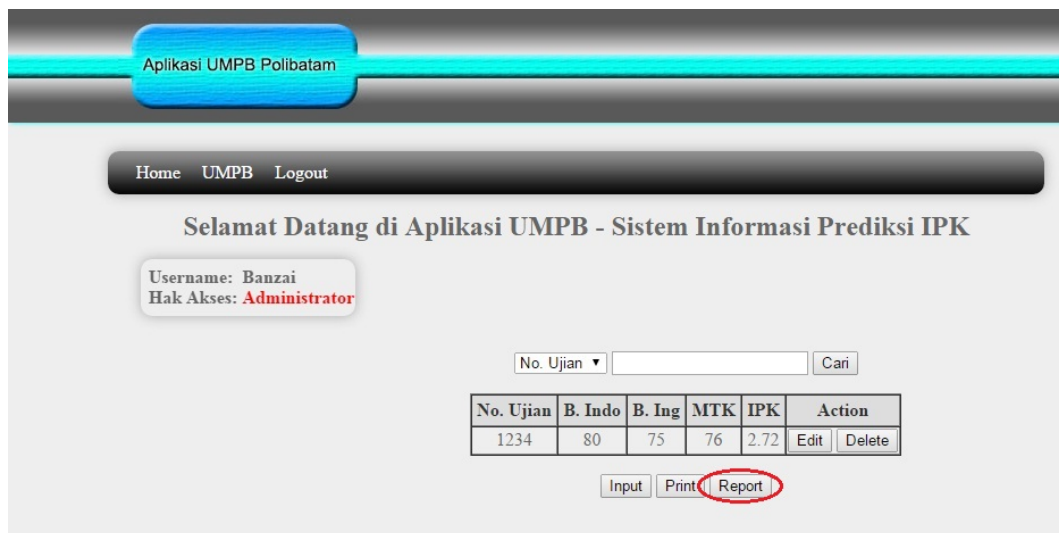 Aplikasi UMPB Polibatam
Home UMPB Logout
Selamat Datang di Aplikasi UMPB - Sistem Informasi Prediksi IPK
Username: Banzai
Hak Akses: Administrator
No. Ujian ▼ Cari
No. Ujian B. Indo B. Ing MTK IPK Action
1234 80 75 76 2.72 Edit Delete
Input Print Report